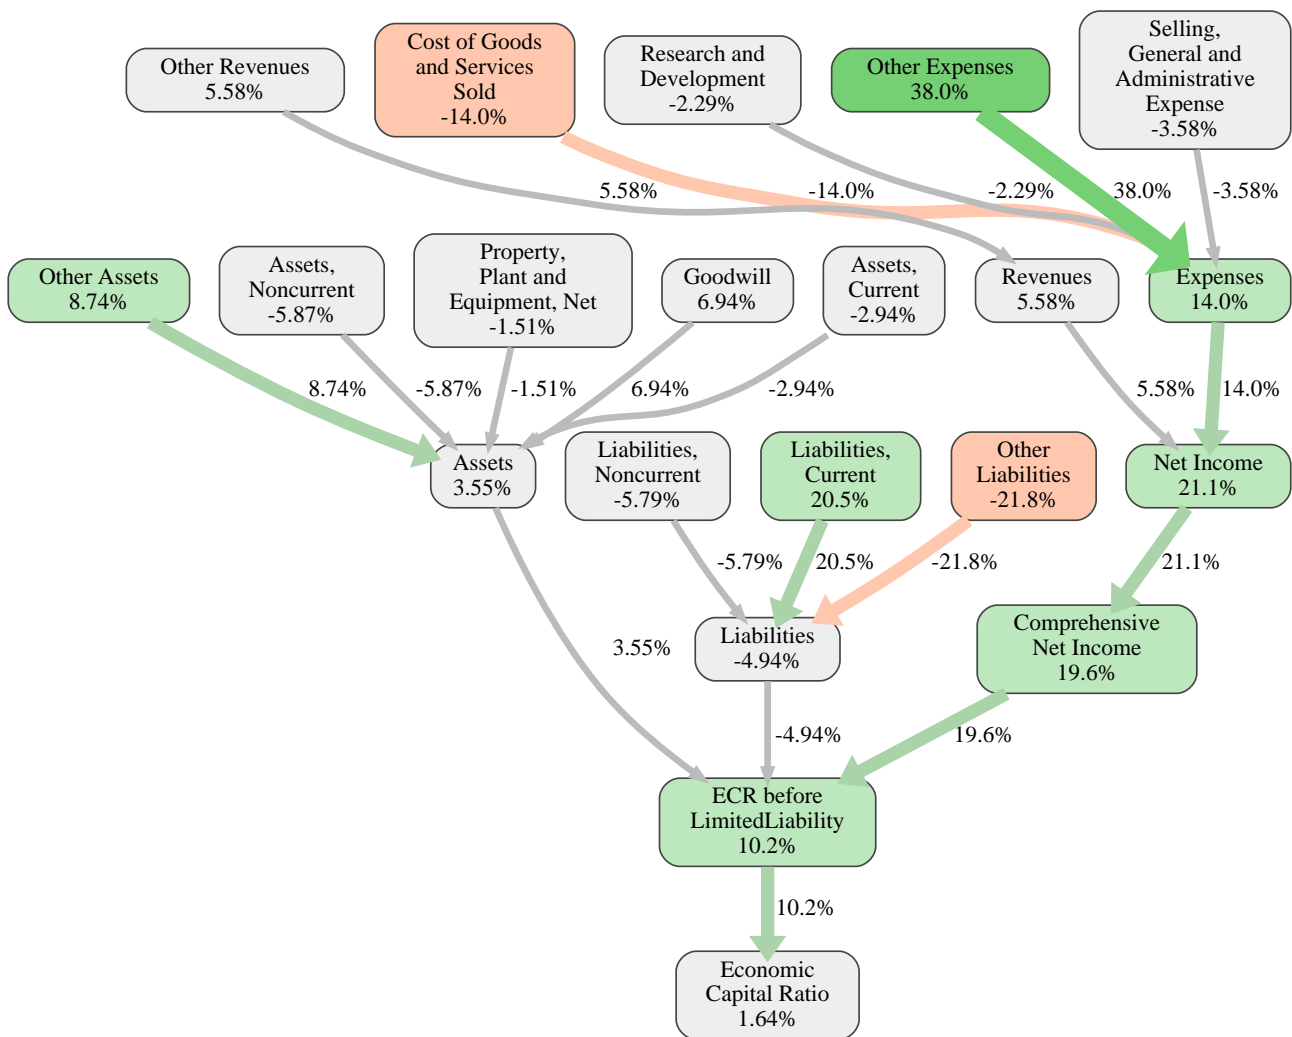 Other Revenues
5.58%
Cost of Goods
and Services
Sold
-14.0%
Research and
Development
-2.29%
Other Expenses
38.0%
Selling,
General and
Administrative
Expense
-3.58%
5.58%
-14.0%
-2.29%
38.0%
-3.58%
Other Assets
8.74%
Assets,
Noncurrent
-5.87%
Property,
Plant and
Equipment, Net
-1.51%
Goodwill
6.94%
Assets,
Current
-2.94%
Revenues
5.58%
Expenses
14.0%
8.74%
-5.87%
-1.51%
6.94%
-2.94%
5.58%
14.0%
Assets
3.55%
Liabilities,
Noncurrent
-5.79%
Liabilities,
Current
20.5%
Other
Liabilities
-21.8%
Net Income
21.1%
-5.79%
20.5%
-21.8%
21.1%
3.55%
Liabilities
-4.94%
Comprehensive
Net Income
19.6%
-4.94%
19.6%
ECR before
LimitedLiability
10.2%
10.2%
Economic
Capital Ratio
1.64%